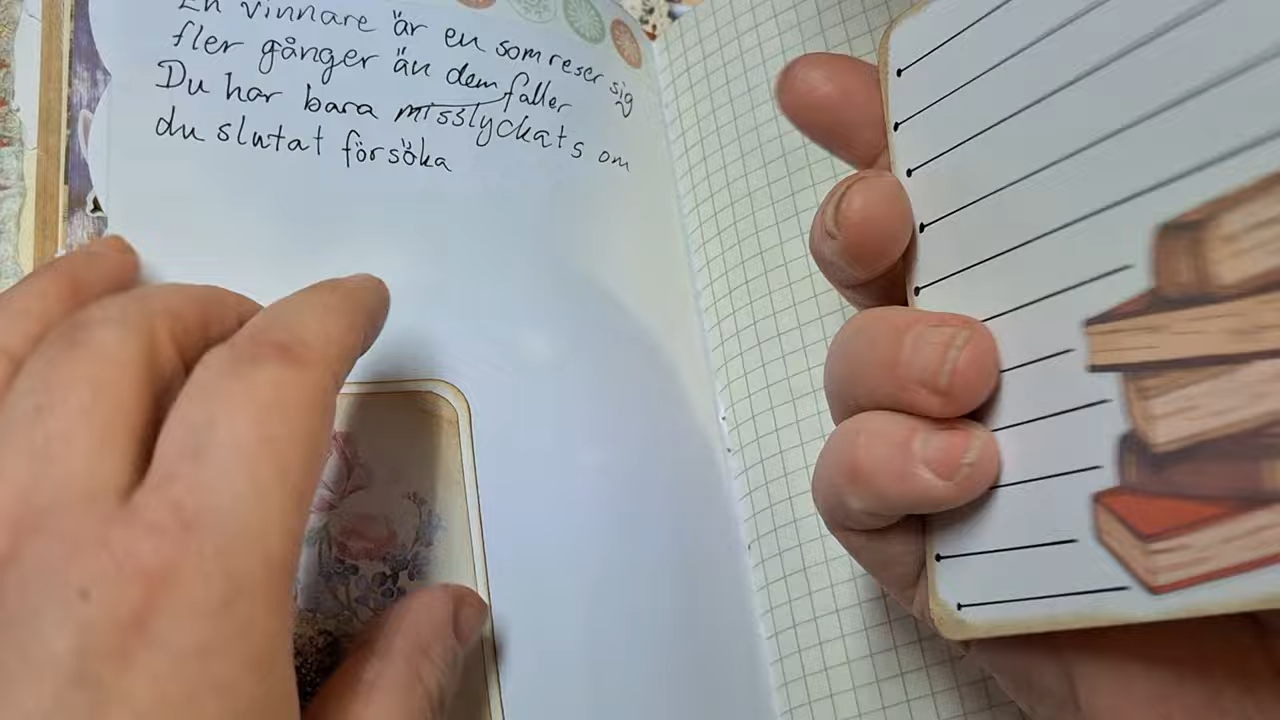 En vinnare är en som reser sig
fler gånger än dem faller
Du har bara misslyckats om
du slutat försöka